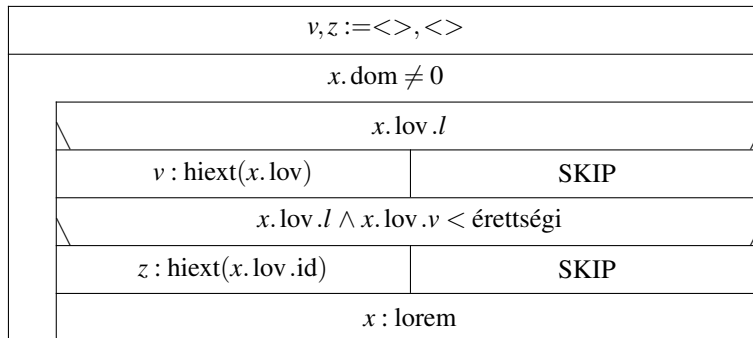 v, z := <>, <>
x. dom ≠ 0
x. lov .l
v : hiext(x. lov)
SKIP
x. lov .l ∧ x. lov .v < érettségi
z : hiext(x. lov .id)
SKIP
x : lorem